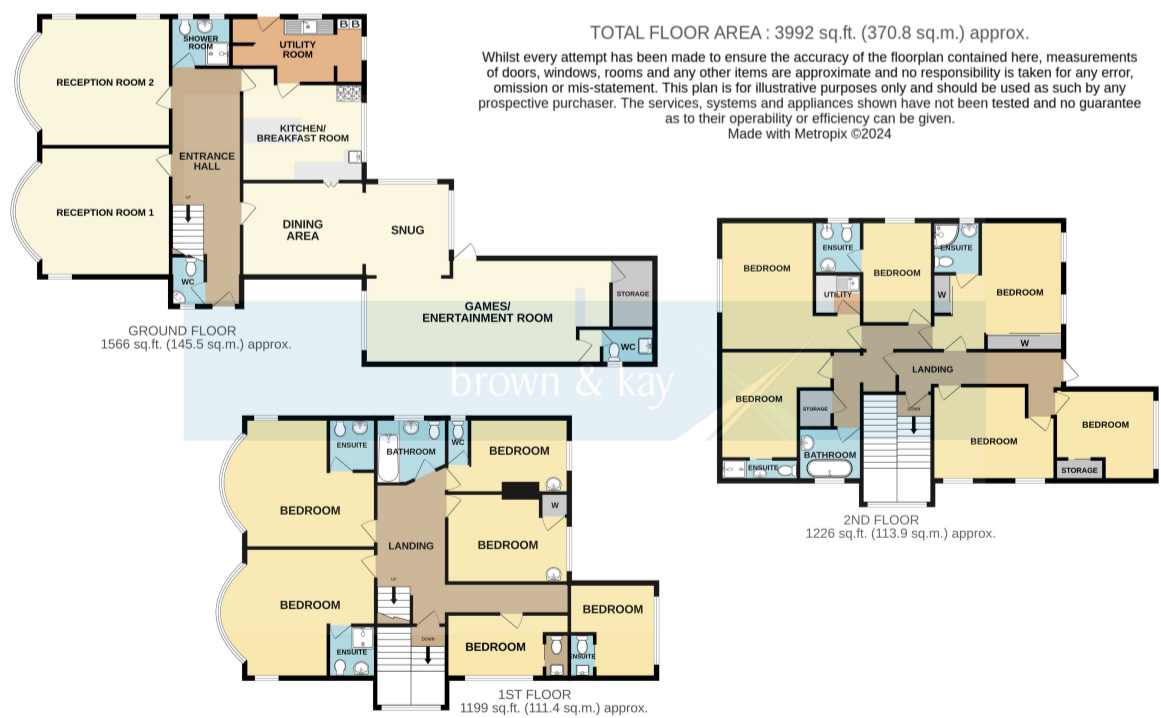 TOTAL FLOOR AREA : 3992 sq.ft. (370.8 sq.m.) approx.
Whilst every attempt has been made to ensure the accuracy of the floorplan contained here, measurements
of doors, windows, rooms and any other items are approximate and no responsibility is taken for any error,
omission or mis-statement. This plan is for illustrative purposes only and should be used as such by any
prospective purchaser. The services, systems and appliances shown have not been tested and no guarantee
as to their operability or efficiency can be given.
Made with Metropix ©2024
SHOWER
ROOM
B B
UTILITY
ROOM
RECEPTION ROOM 2
KITCHEN/
BREAKFAST ROOM
ENTRANCE
HALL
UP
RECEPTION ROOM 1
DINING
AREA
SNUG
WC
STORAGE
GAMES/
ENERTAINMENT ROOM
WC
GROUND FLOOR
1566 sq.ft. (145.5 sq.m.) approx.
brown & kay
ENSUITE
BATHROOM
WC
BEDROOM
BEDROOM
W
LANDING
BEDROOM
UP
BEDROOM
BEDROOM
DOWN
BEDROOM
ENSUITE
ENSUITE
1ST FLOOR
1199 sq.ft. (111.4 sq.m.) approx.
BEDROOM
ENSUITE
BEDROOM
ENSUITE
UTILITY
W
BEDROOM
W
LANDING
BEDROOM
STORAGE
DOWN
BEDROOM
BEDROOM
BATHROOM
ENSUITE
STORAGE
2ND FLOOR
1226 sq.ft. (113.9 sq.m.) approx.